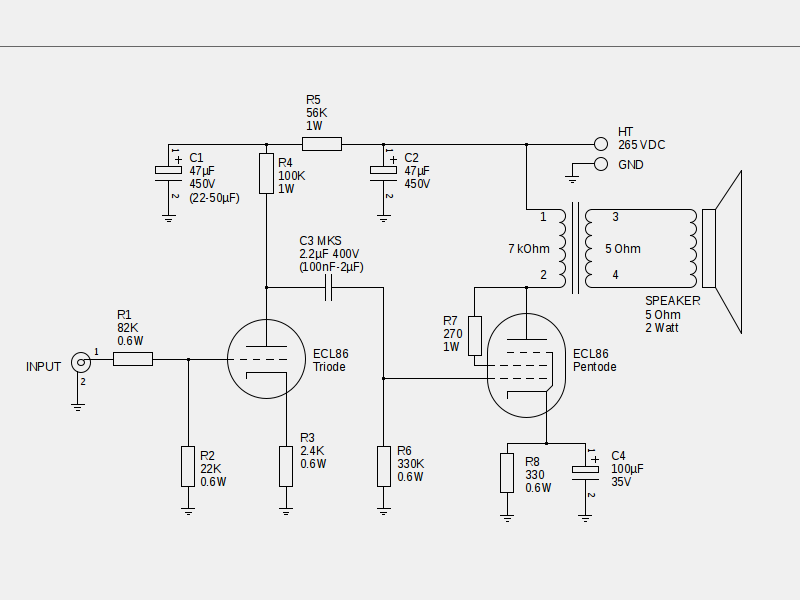 R5
56K
1W
HT
265 VDC
GND
1
+
2
C1
47µF
450V
(22-50µF)
R4
100K
1W
1
+
2
C2
47µF
450V
1
2
7 kOhm
3
4
5 Ohm
C3 MKS
2.2µF 400V
(100nF-2µF)
SPEAKER
5 Ohm
2 Watt
R1
82K
0.6W
R7
270
1W
INPUT
1
2
ECL86
Triode
ECL86
Pentode
R2
22K
0.6W
R3
2.4K
0.6W
R6
330K
0.6W
R8
330
0.6W
1
+
2
C4
100µF
35V